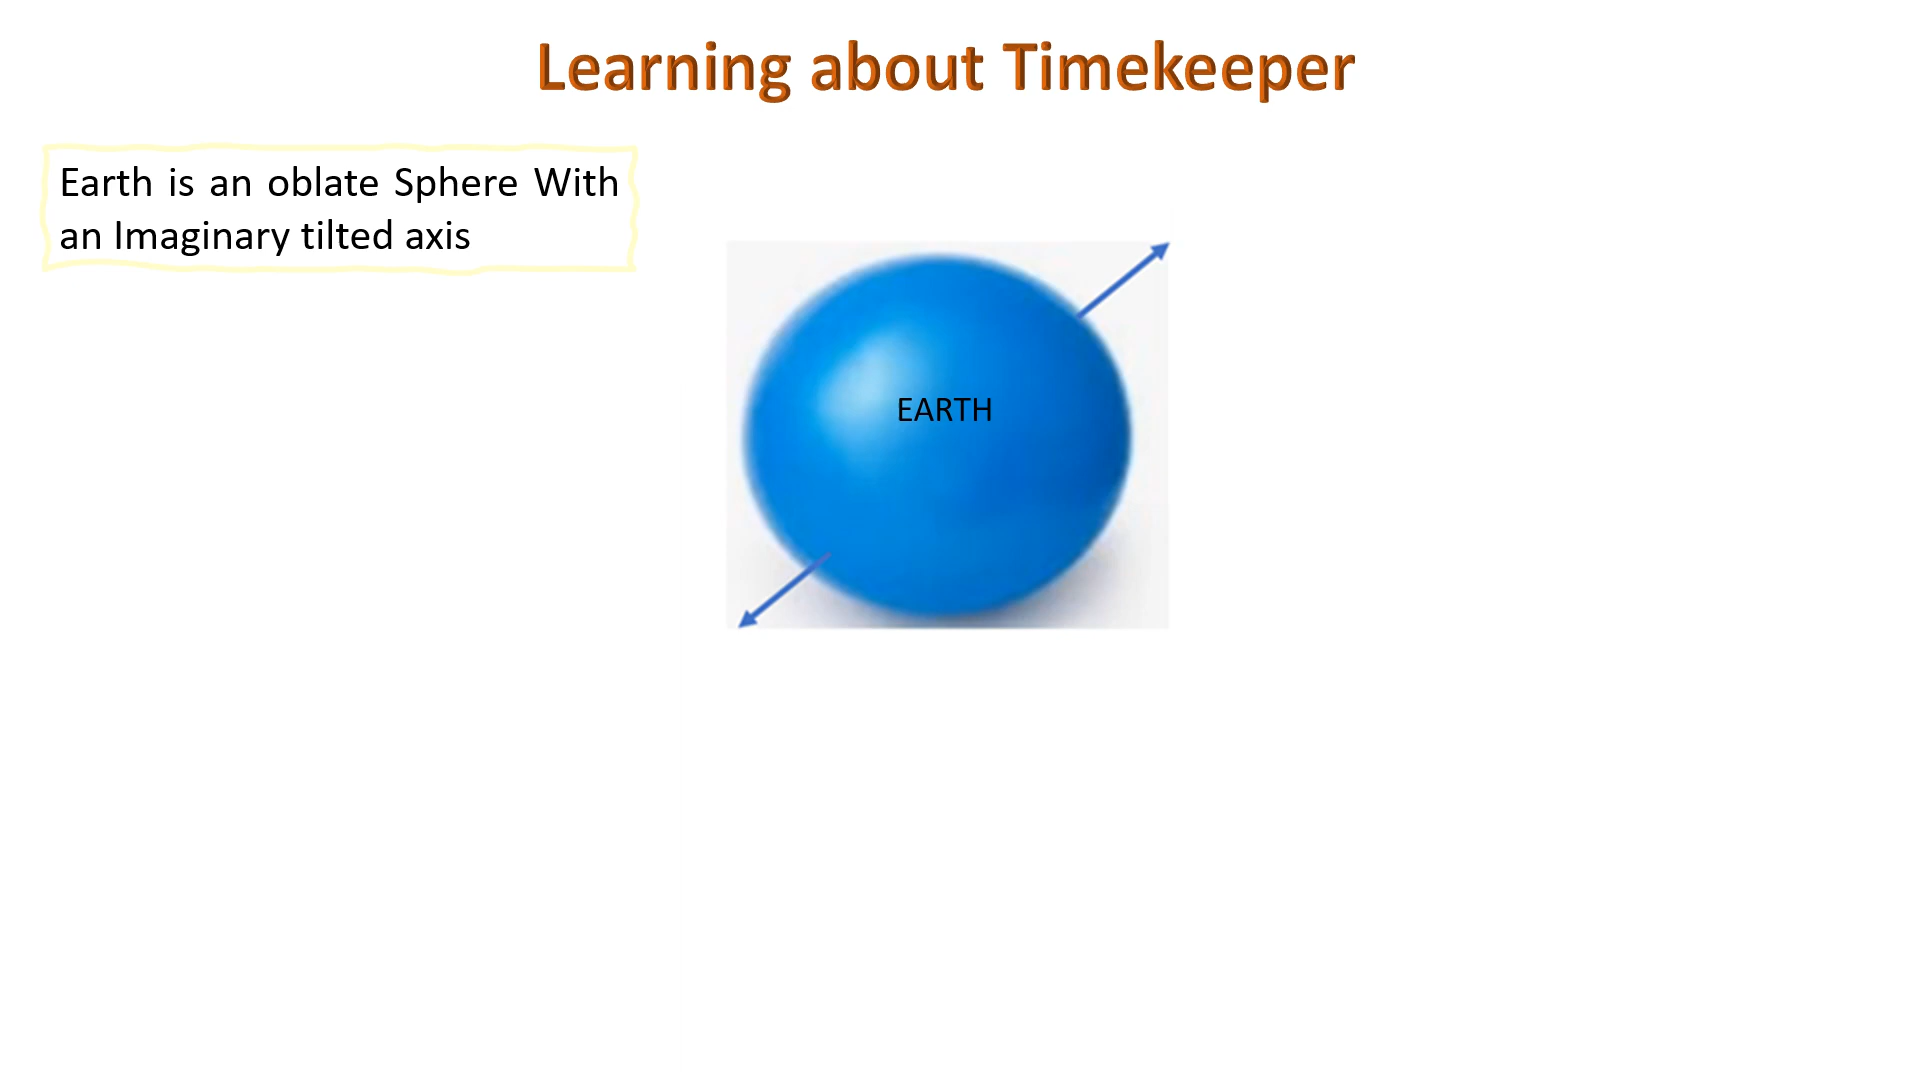 Learning about Timekeeper
Earth is an oblate Sphere With
an Imaginary tilted axis
EARTH